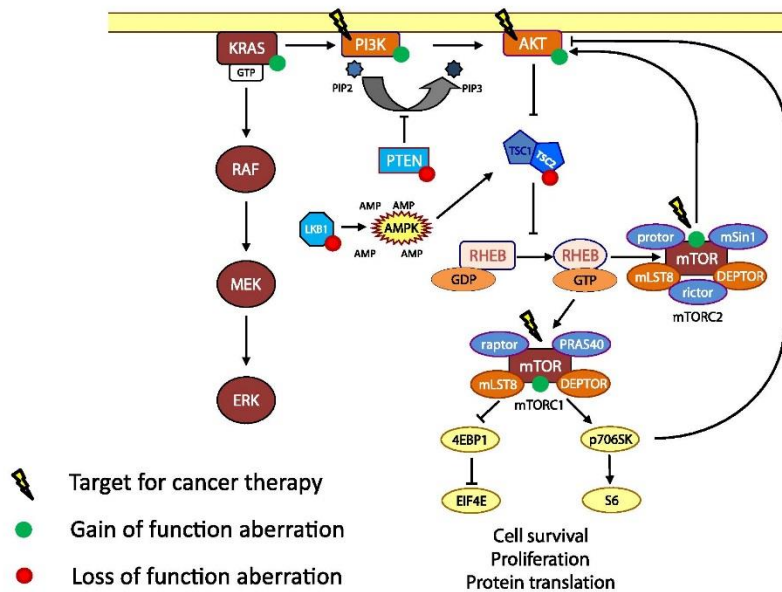 KRAS
GTP
PI3K
AKT
PIP2
PIP3
PTEN
TSC1
TSC2
RAF
LKB1
AMP AMP
AMPK
AMP AMP
MEK
RHEB
GDP
RHEB
GTP
protor
mSin1
mTOR
mLST8
DEPTOR
rictor
mTORC2
raptor
PRAS40
mTOR
mLST8
DEPTOR
mTORC1
ERK
4EBP1
p706SK
EIF4E
S6
Target for cancer therapy
Gain of function aberration
Loss of function aberration
Cell survival
Proliferation
Protein translation